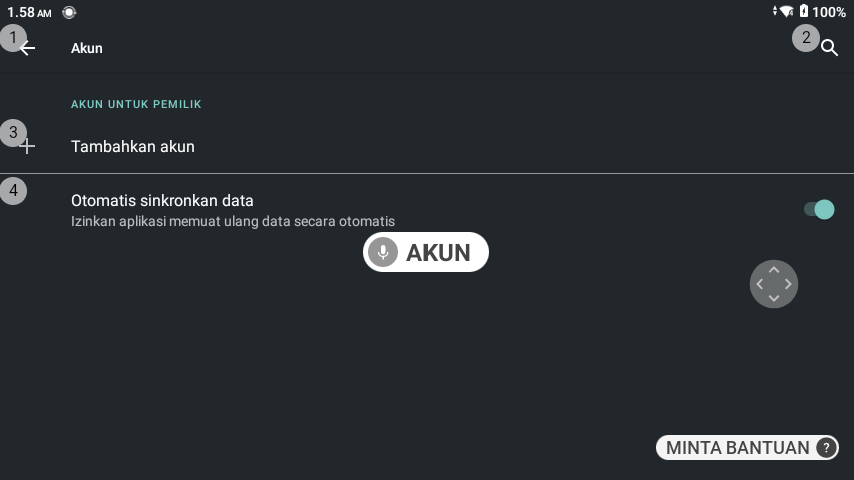 1.58 AM
100%
1
Akun
2
AKUN UNTUK PEMILIK
3
Tambahkan akun
4
Otomatis sinkronkan data
Izinkan aplikasi memuat ulang data secara otomatis
AKUN
MINTA BANTUAN ?